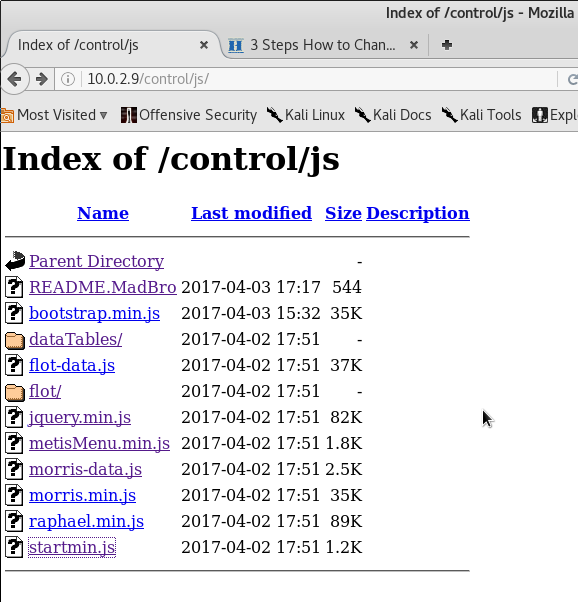 Index of /control/js - Mozilla
Index of /control/js × 3 Steps How to Chan... × +
10.0.2.9/control/js/
Most Visited Offensive Security Kali Linux Kali Docs Kali Tools Expl
Index of /control/js
Name Last modified Size Description
Parent Directory -
README.MadBro 2017-04-03 17:17 544
bootstrap.min.js 2017-04-03 15:32 35K
dataTables/ 2017-04-02 17:51 -
flot-data.js 2017-04-02 17:51 37K
flot/ 2017-04-02 17:51 -
jquery.min.js 2017-04-02 17:51 82K
metisMenu.min.js 2017-04-02 17:51 1.8K
morris-data.js 2017-04-02 17:51 2.5K
morris.min.js 2017-04-02 17:51 35K
raphael.min.js 2017-04-02 17:51 89K
startmin.js 2017-04-02 17:51 1.2K